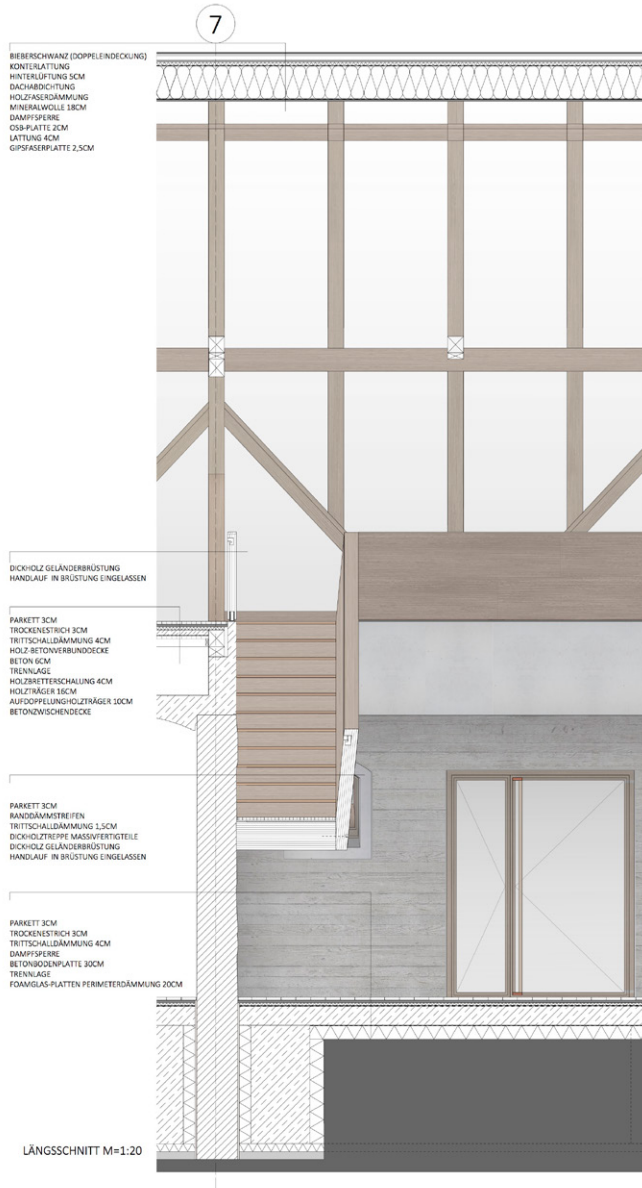 7
BIEBERSCHWANZ (DOPPELEINDECKUNG)
KONTERLATTUNG
HINTERLÜFTUNG 5CM
DACHABDICHTUNG
HOLZFASERDÄMMUNG
MINERALWOLLE 18CM
DAMPFSPERRE
OSB-PLATTE 2CM
LATTUNG 4CM
GIPSFASERPLATTE 2,5CM
DICKHOLZ GELÄNDERBRÜSTUNG
HANDLAUF IN BRÜSTUNG EINGELASSEN
PARKETT 3CM
TROCKENESTRICH 3CM
TRITTSCHALLDÄMMUNG 4CM
HOLZ-BETONVERBUNDDECKE
BETON 6CM
TRENNLAGE
HOLZBRETTERSCHALUNG 4CM
HOLZTRÄGER 16CM
AUFDOPPELUNGHOLZTRÄGER 10CM
BETONZWISCHENDECKE
PARKETT 3CM
RANDDÄMMSTREIFEN
TRITTSCHALLDÄMMUNG 1,5CM
DICKHOLZTREPPE MASSIVFERTIGTEILE
DICKHOLZ GELÄNDERBRÜSTUNG
HANDLAUF IN BRÜSTUNG EINGELASSEN
PARKETT 3CM
TROCKENESTRICH 3CM
TRITTSCHALLDÄMMUNG 4CM
DAMPFSPERRE
BETONBODENPLATTE 30CM
TRENNLAGE
FOAMGLAS-PLATTEN PERIMETERDÄMMUNG 20CM
LÄNGSSCHNITT M=1:20